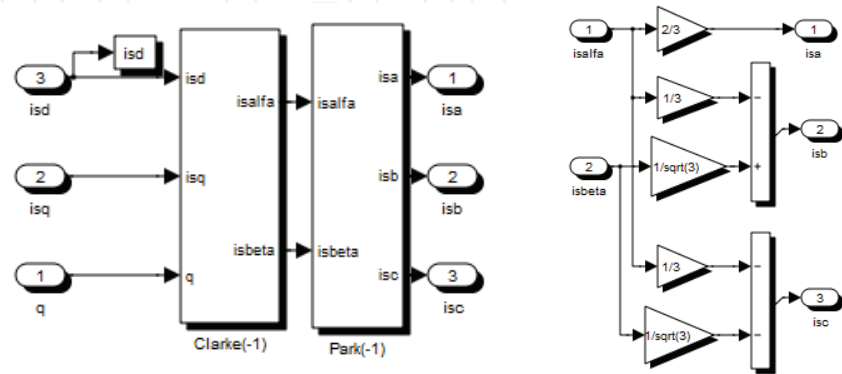 isd
3
isd
isd
isalfa
isalfa
isa
1
isa
2
isq
isq
isb
2
isb
1
q
q
isbeta
isbeta
isc
3
isc
Clarke(-1)
Park(-1)
1
isalfa
2/3
1
isa
1/3
−
2
isb
2
isbeta
1/sqrt(3)
+
1/3
−
3
isc
1/sqrt(3)
−